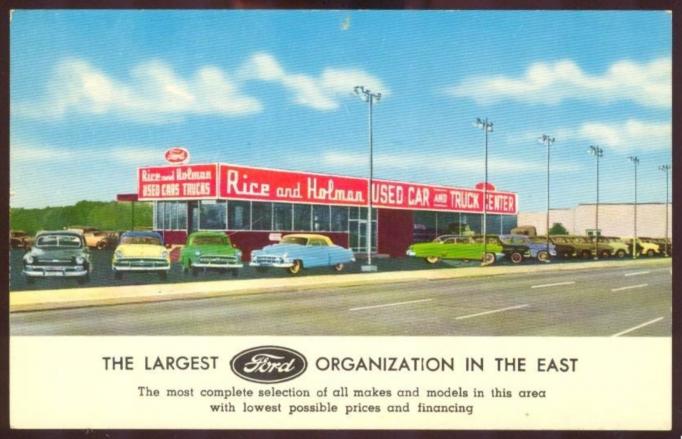 Ford
Rice and Holman
USED CARS TRUCKS
Rice and Holman USED CAR AND TRUCK CENTER
THE LARGEST Ford ORGANIZATION IN THE EAST
The most complete selection of all makes and models in this area
with lowest possible prices and financing